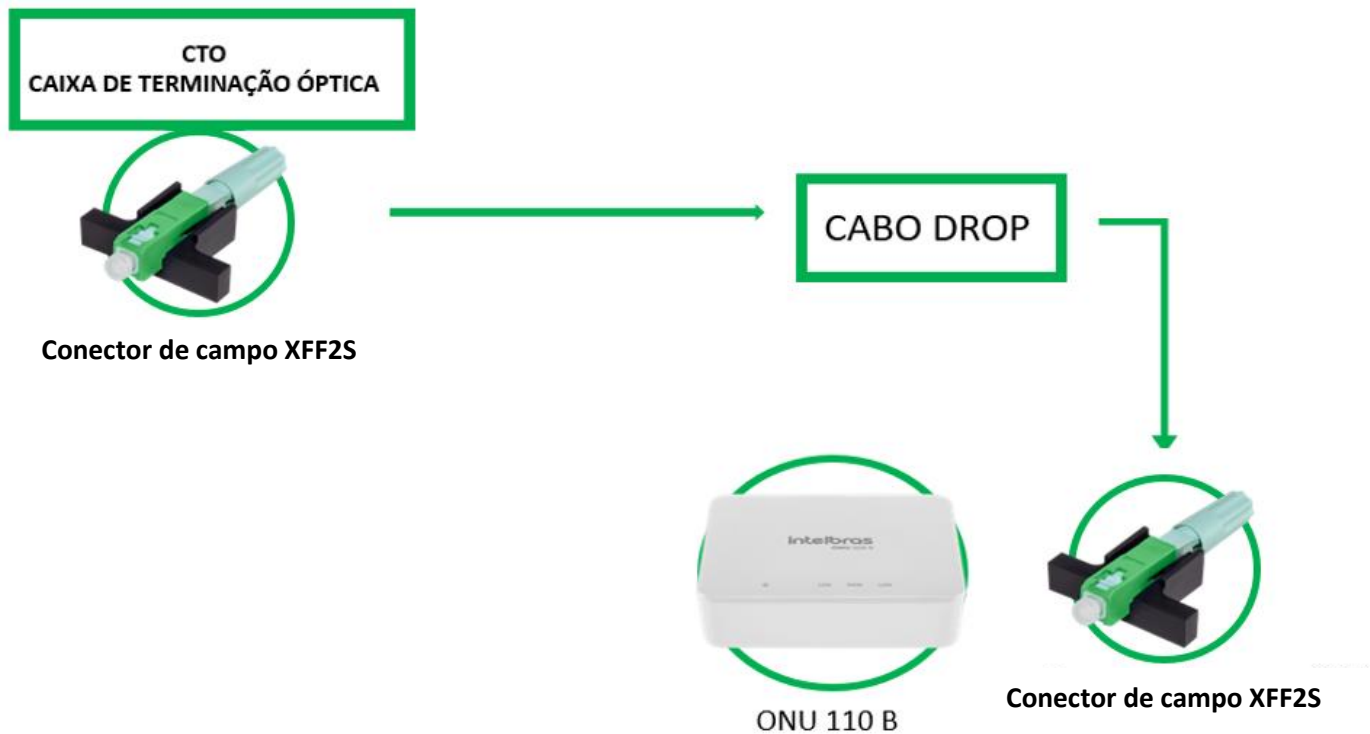 CTO
CAIXA DE TERMINAÇÃO ÓPTICA
Conector de campo XFF2S
CABO DROP
intelbras
ONU 110 B
Conector de campo XFF2S